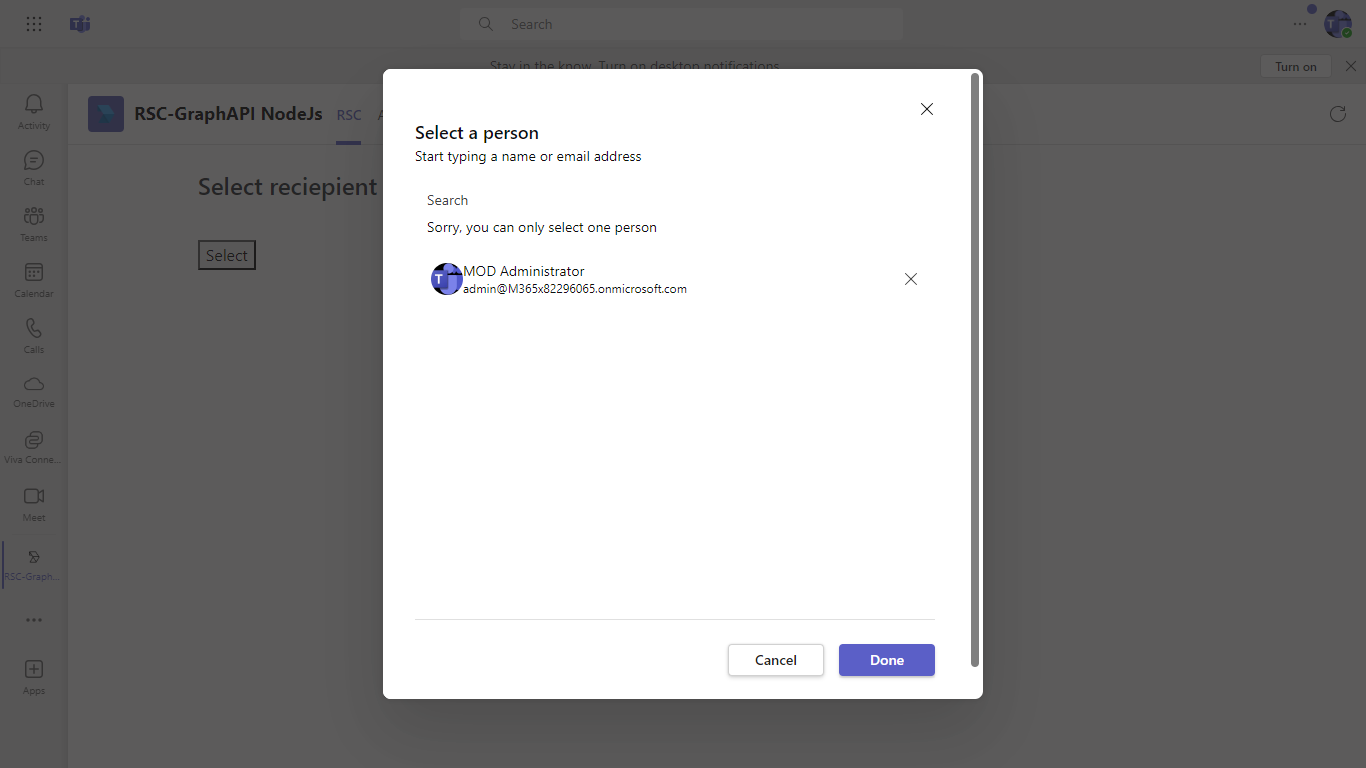 Search
Stay in the know. Turn on desktop notifications.
Turn on
Activity
Chat
Teams
Calendar
Calls
OneDrive
Viva Conne...
Meet
RSC-Graph...
Apps
RSC-GraphAPI NodeJs
RSC
Select reciepient
Select
Select a person
Start typing a name or email address
Search
Sorry, you can only select one person
MOD Administrator
admin@M365x82296065.onmicrosoft.com
Cancel
Done